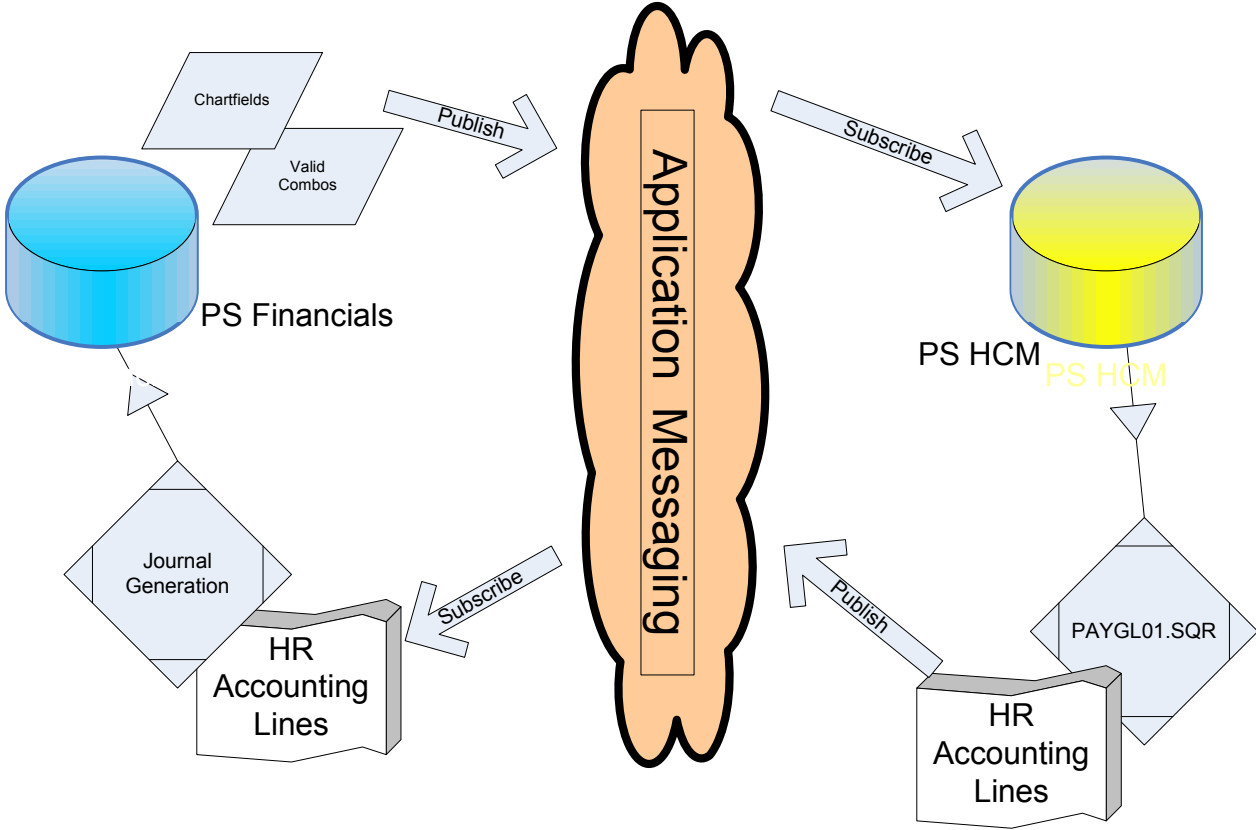 Chartfields
Valid
Combos
Publish
Subscribe
PS Financials
Application Messaging
PS HCM
PS HCM
Journal
Generation
Subscribe
HR
Accounting
Lines
Publish
PAYGL01.SQR
HR
Accounting
Lines